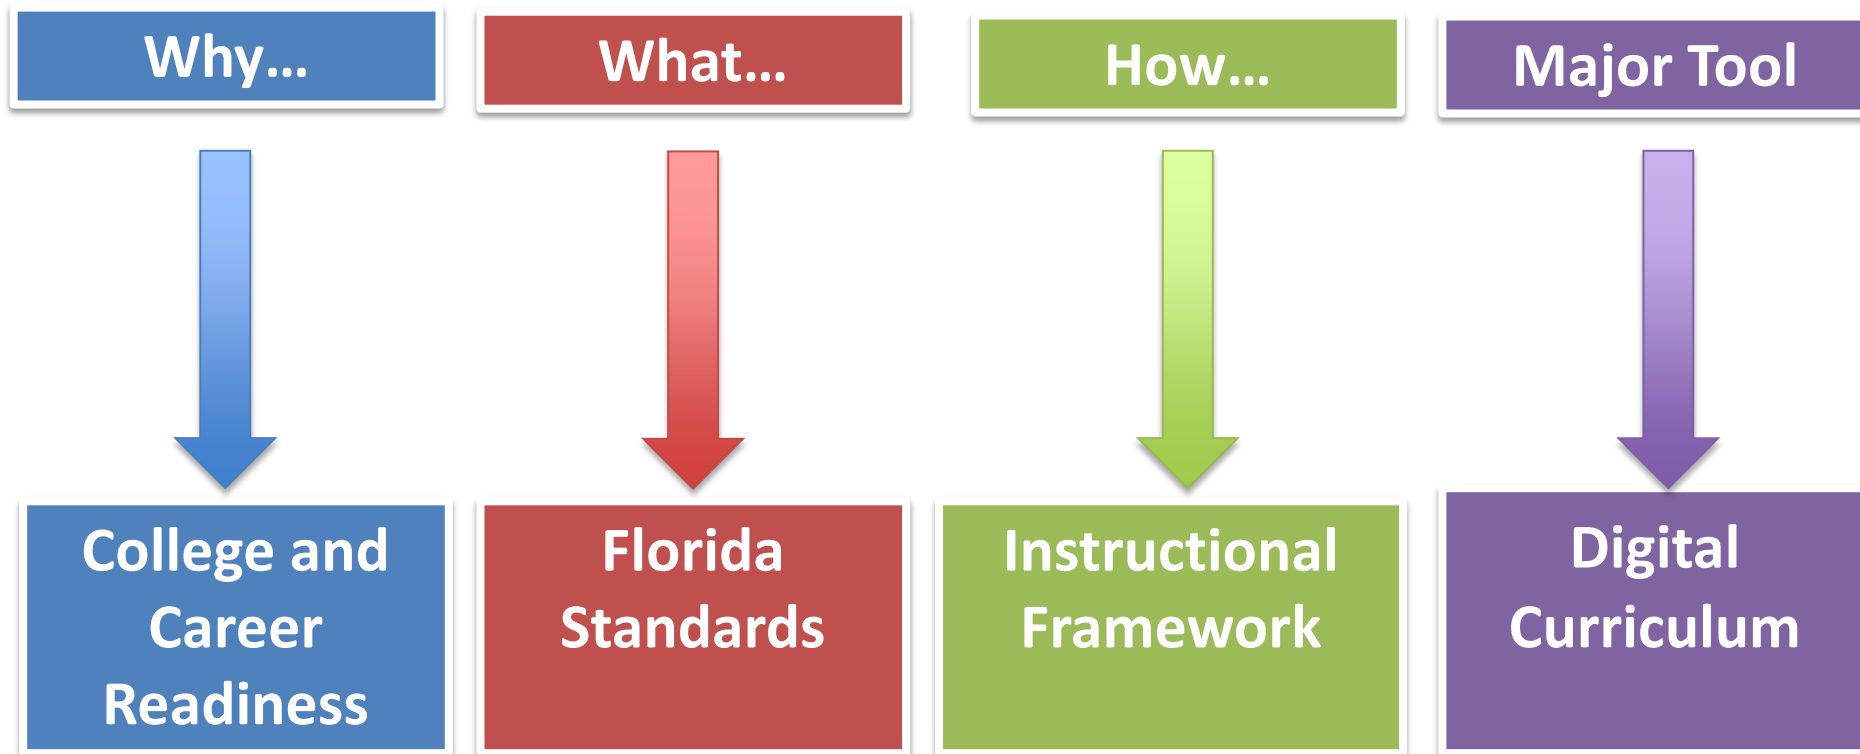 Why…
What…
How…
Major Tool
College and
Career
Readiness
Florida
Standards
Instructional
Framework
Digital
Curriculum